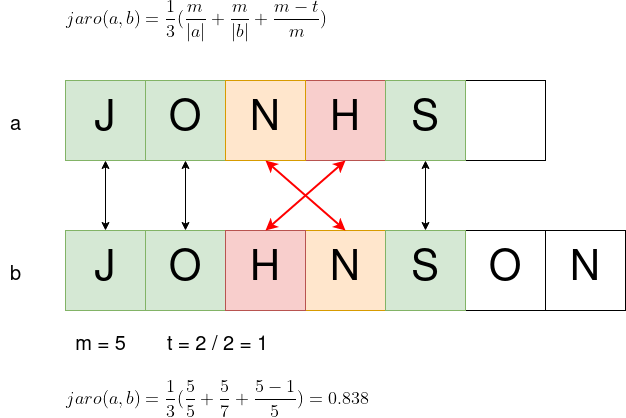 jaro(a, b) = \frac{1}{3}(\frac{m}{|a|} + \frac{m}{|b|} + \frac{m-t}{m})
a J O N H S
b J O H N S O N
m = 5 t = 2 / 2 = 1
jaro(a, b) = \frac{1}{3}(\frac{5}{5} + \frac{5}{7} + \frac{5-1}{5}) = 0.838